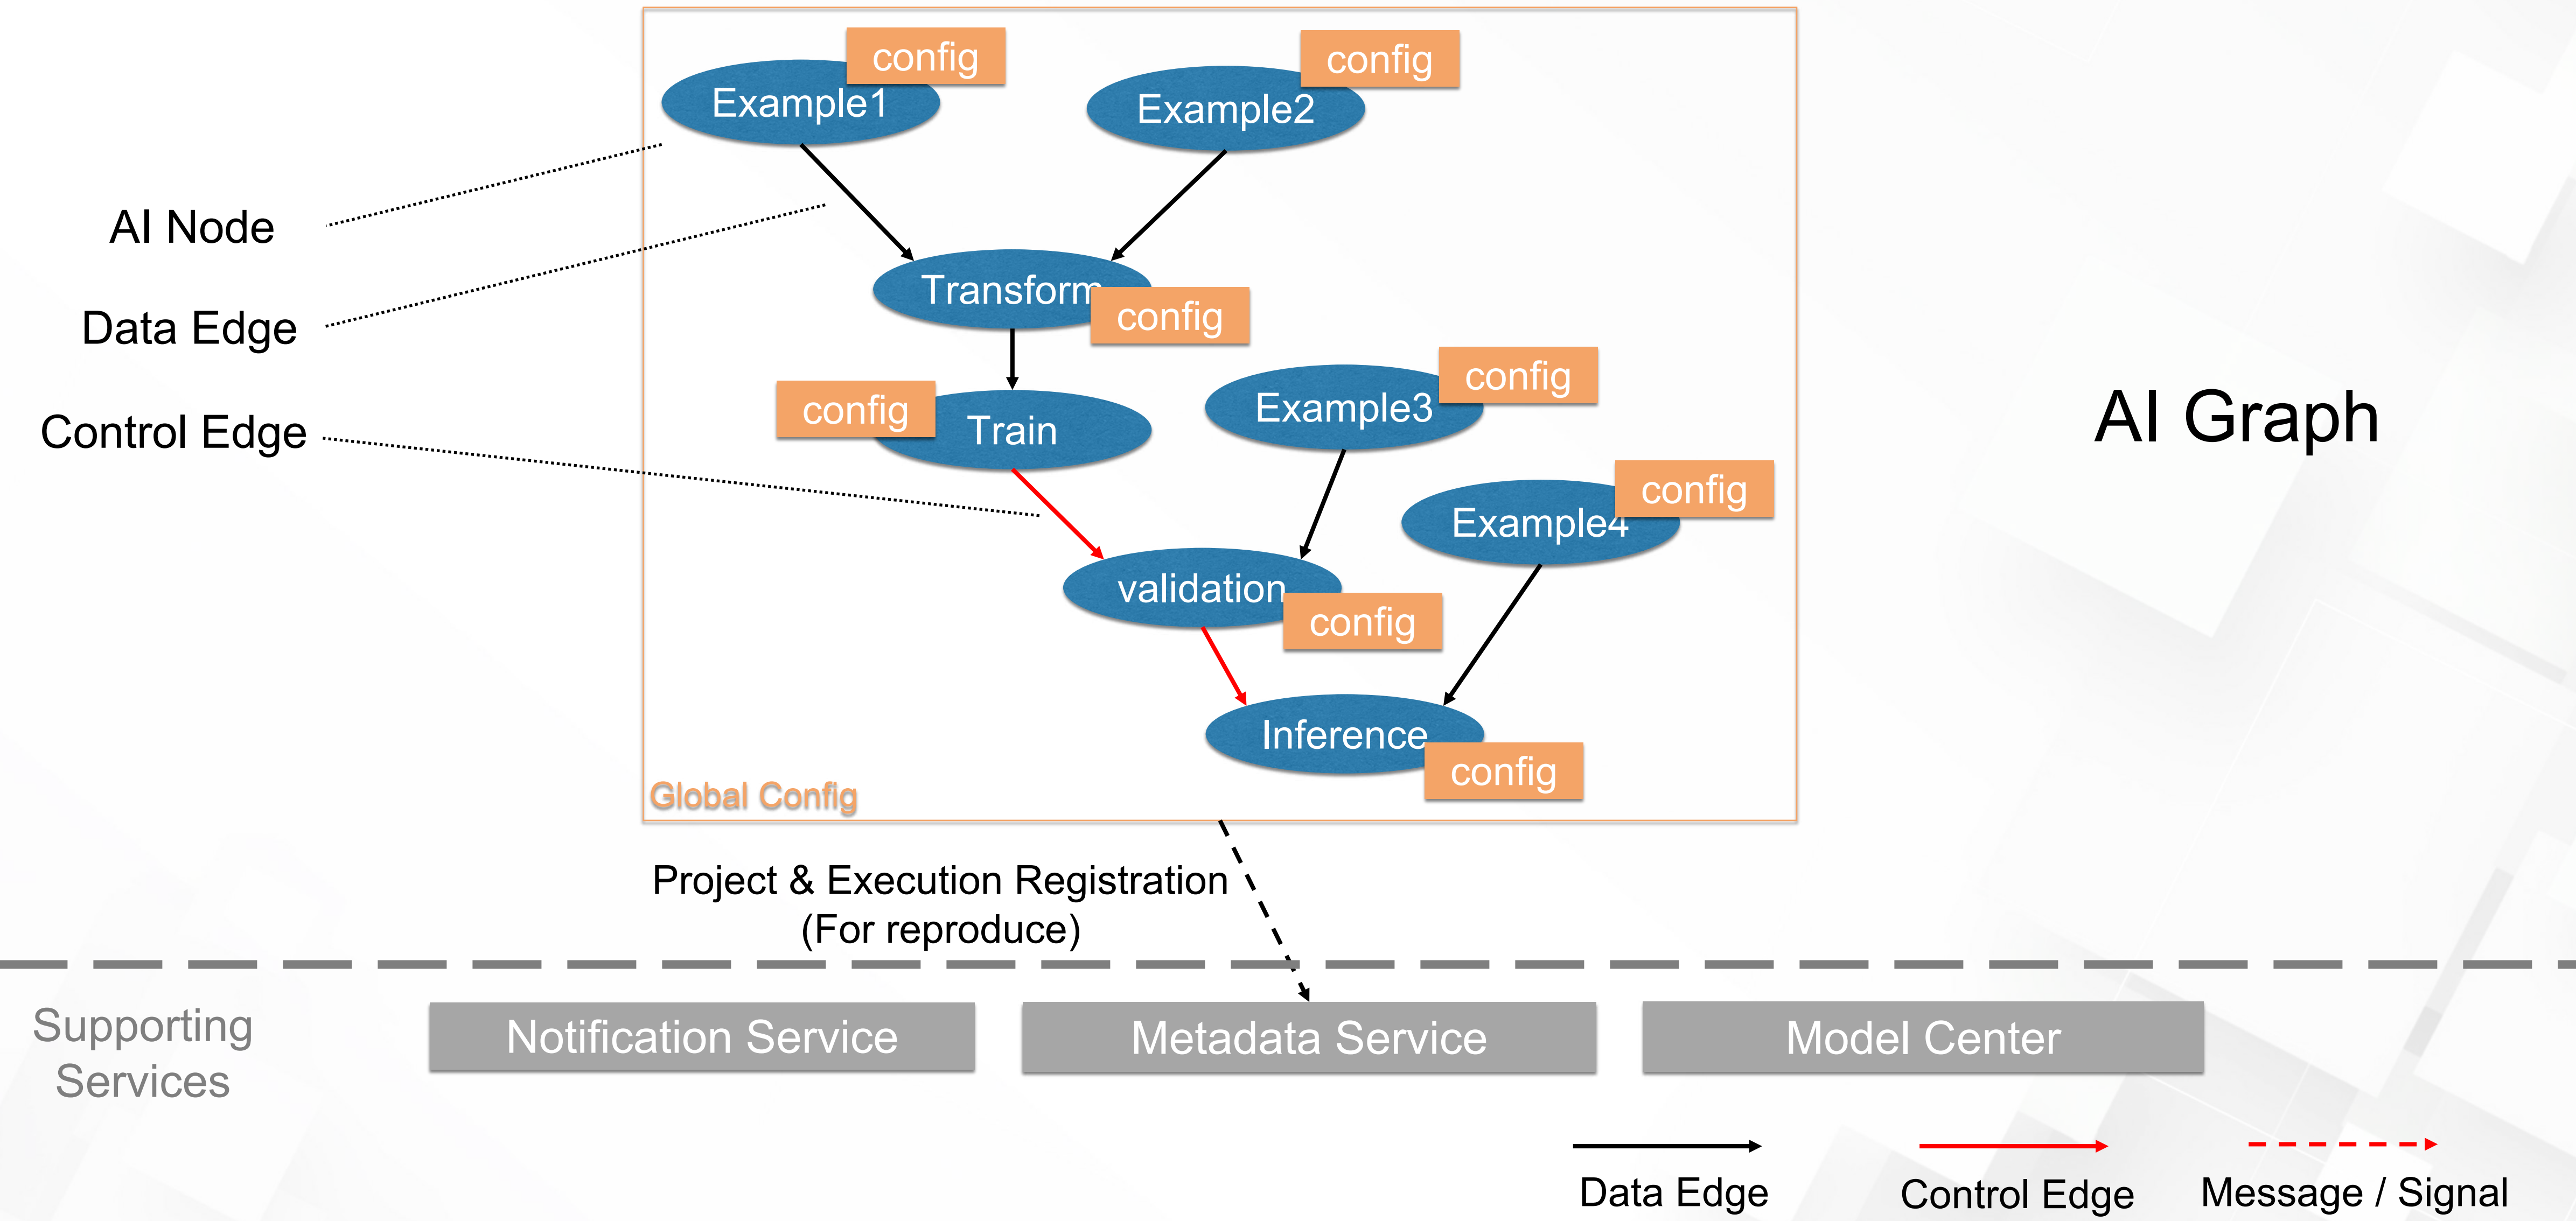 config
config
Example1
Example2
AI Node
Transform
config
Data Edge
config
config
Example3
AI Graph
Control Edge
Train
config
Example4
validation
config
Inference
config
Global Config
Project & Execution Registration
(For reproduce)
Supporting
Services
Notification Service
Metadata Service
Model Center
Data Edge
Control Edge
Message / Signal